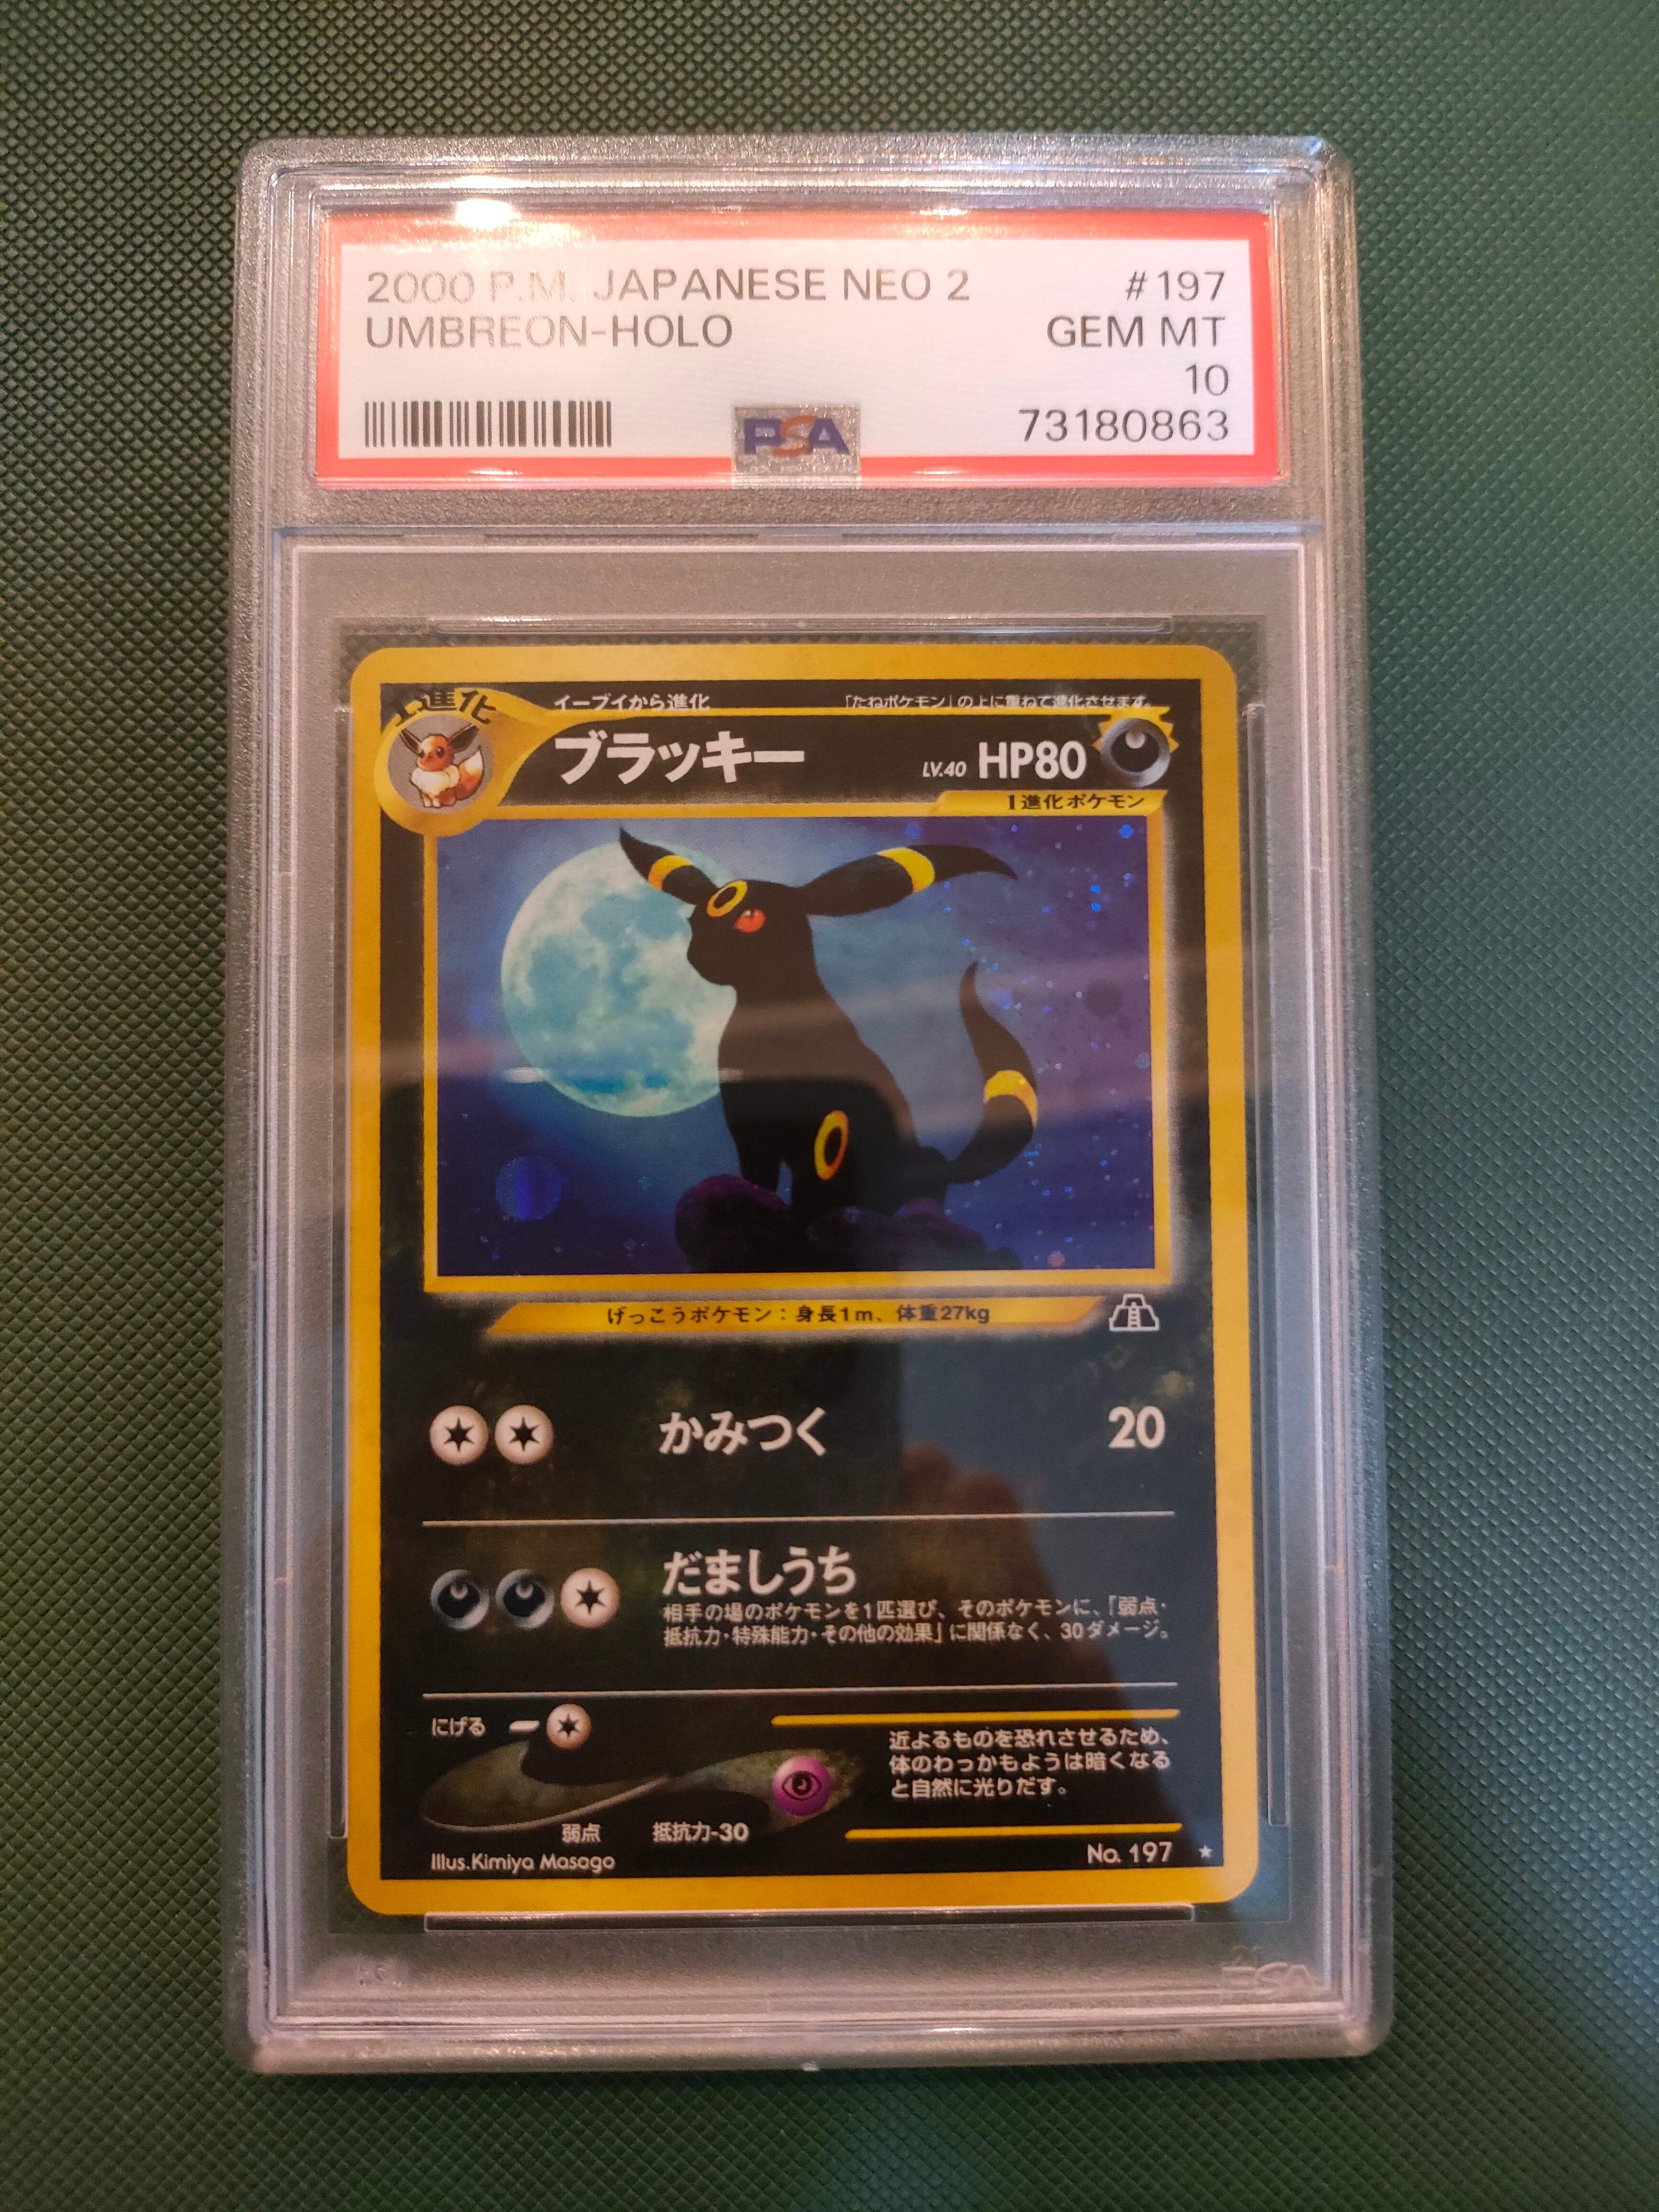 2000 P.M. JAPANESE NEO 2 #197
UMBREON-HOLO GEM MT
10
PSA 73180863
1進化 イーブイから進化 「たねポケモン」の上に重ねて進化させます。
ブラッキー LV.40 HP80
1進化ポケモン
げっこうポケモン：身長1m、体重27kg
かみつく 20
だましうち
相手の場のポケモンを1匹選び、そのポケモンに、「弱点・
抵抗力・特殊能力・その他の効果」に関係なく、30ダメージ。
にげる
近よるものを恐れさせるため、
体のわっかもようは暗くなる
と自然に光りだす。
弱点 抵抗力-30
Illus.Kimiya Masago No. 197 ★
PSA